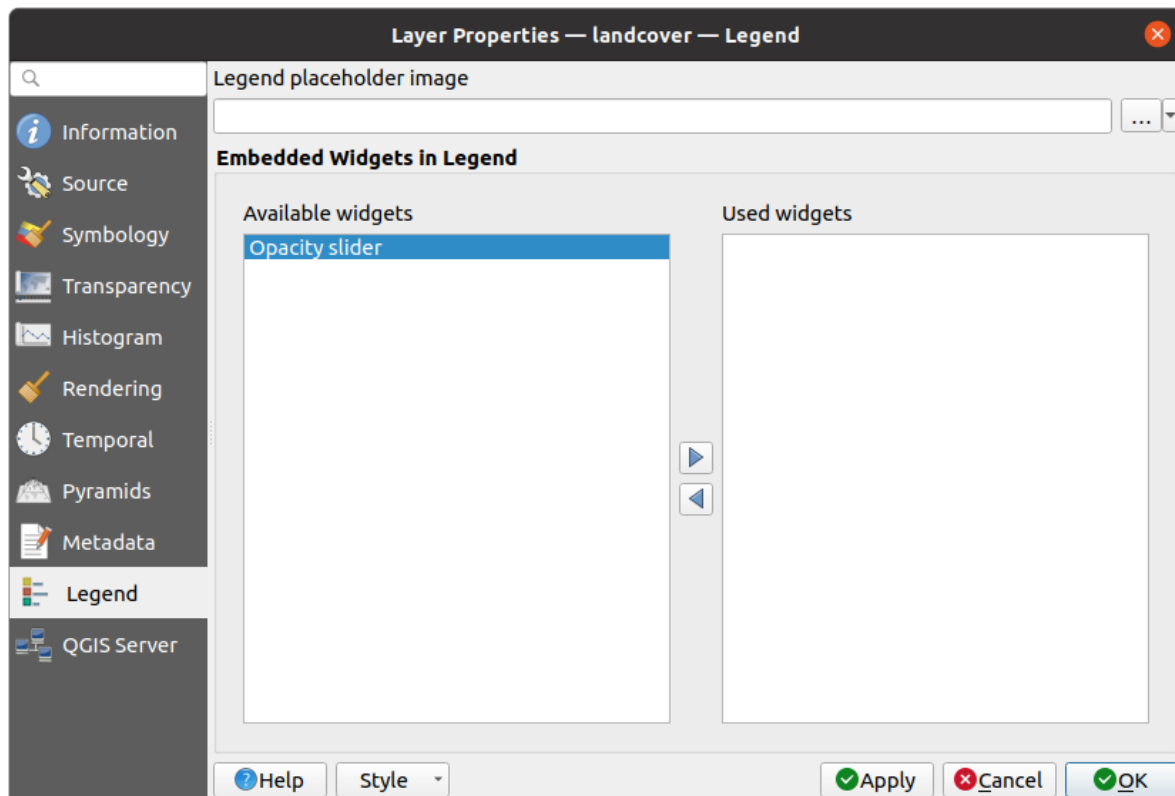 Layer Properties — landcover — Legend
Legend placeholder image
...
Information
Source
Symbology
Transparency
Histogram
Rendering
Temporal
Pyramids
Metadata
Legend
QGIS Server
Embedded Widgets in Legend
Available widgets
Opacity slider
Used widgets
Help
Style
Apply
Cancel
OK